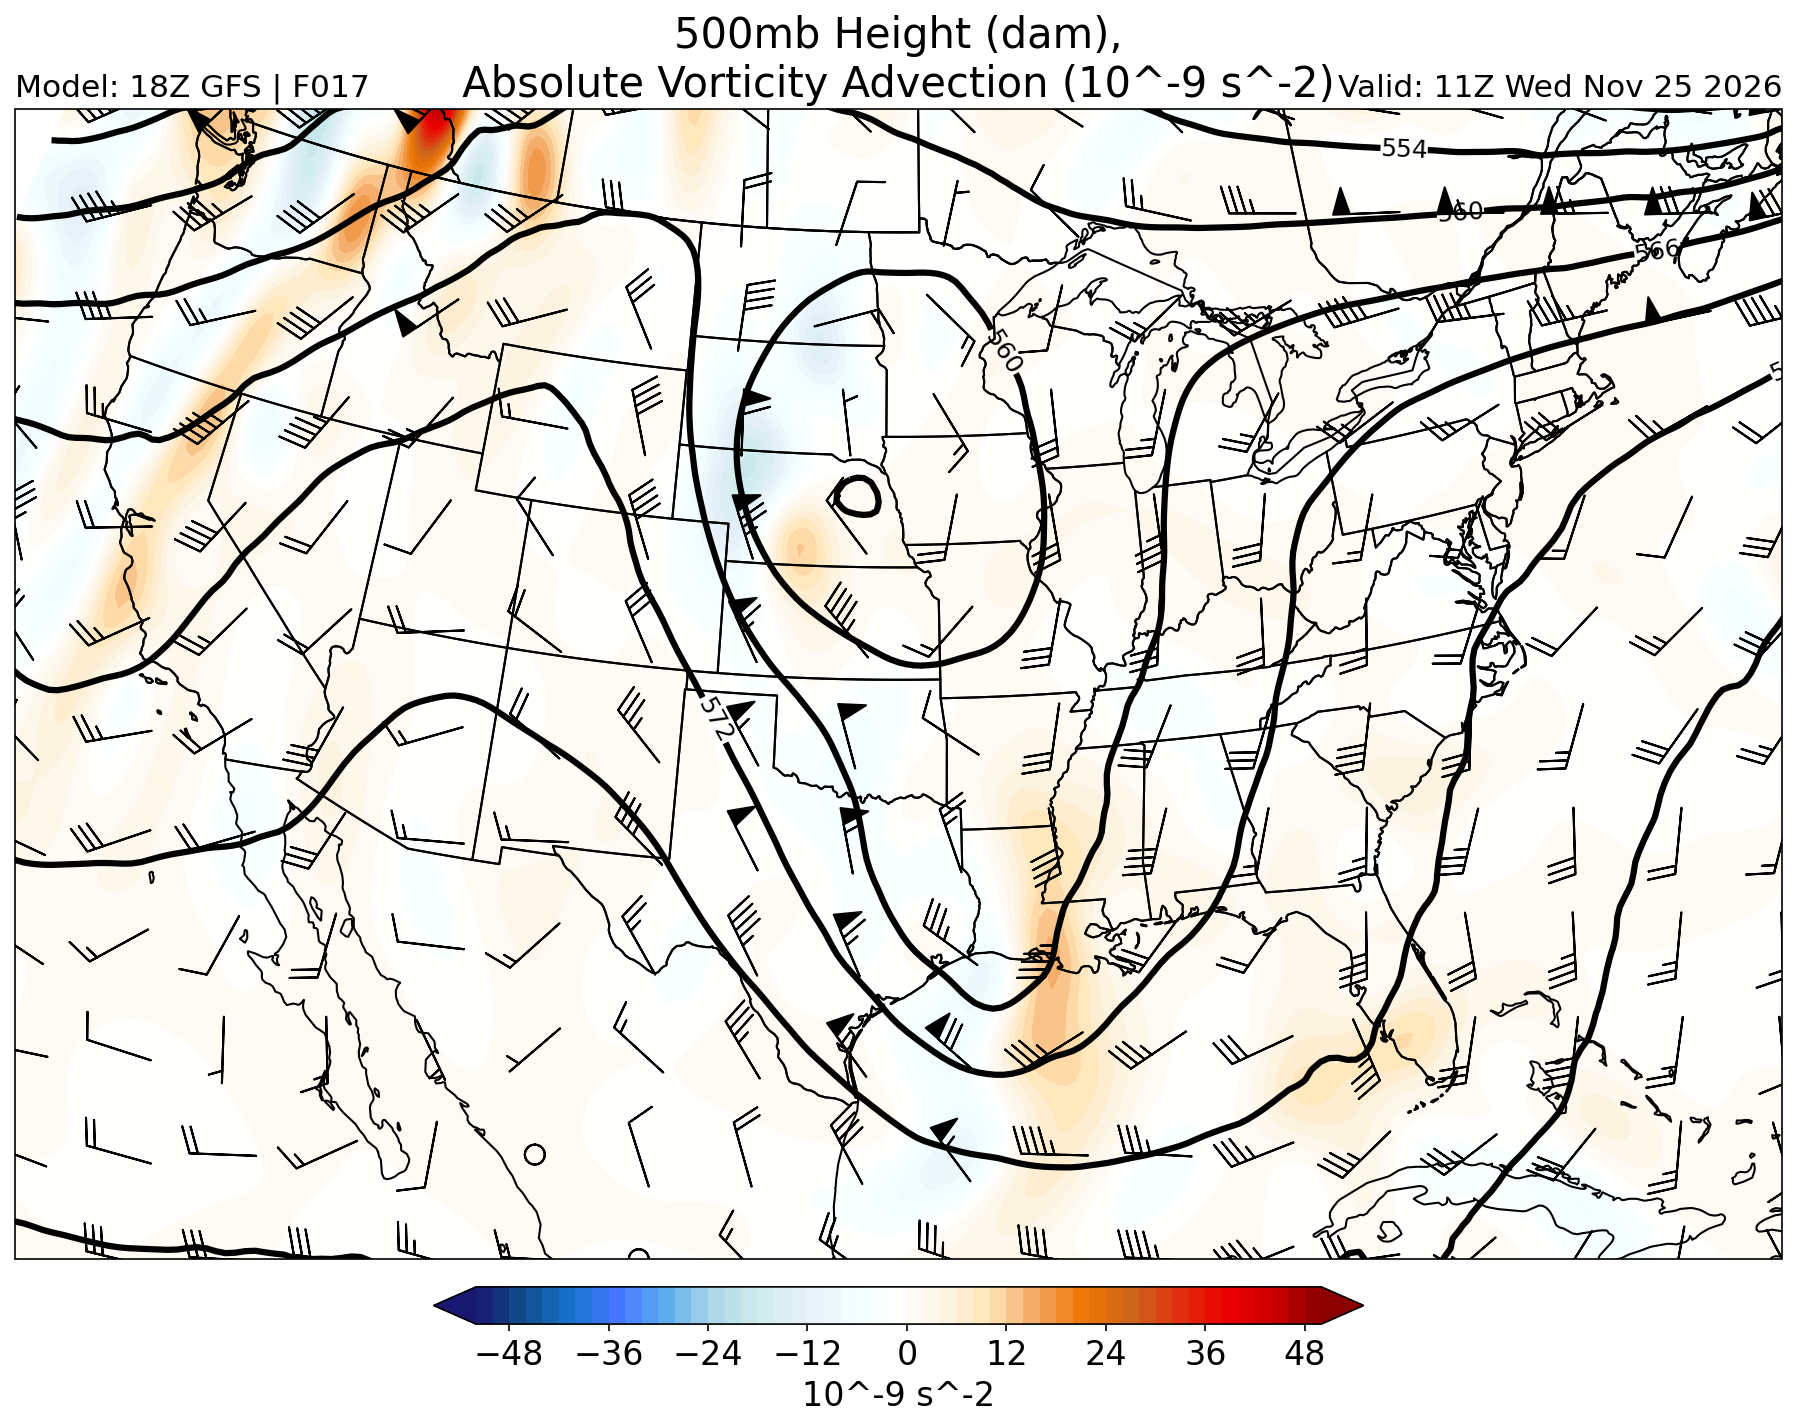 500mb Height (dam),
Absolute Vorticity Advection (10^-9 s^-2)
Model: 18Z GFS | F017
Valid: 11Z Wed Nov 25 2026
554
560
566
560
572
−48 −36 −24 −12 0 12 24 36 48
10^-9 s^-2